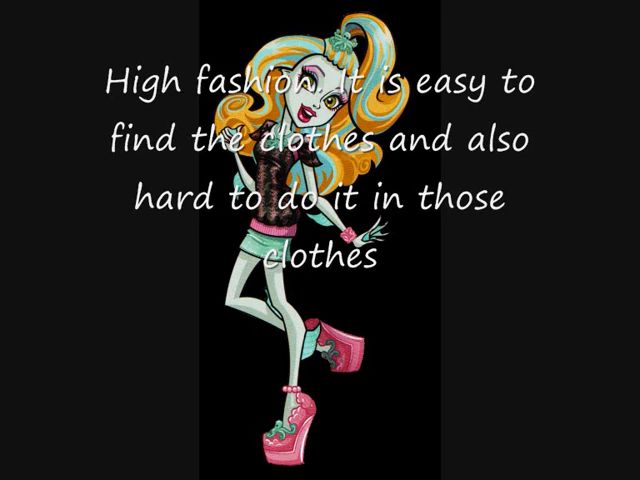 High fashion. It is easy to
find the clothes and also
hard to do it in those
clothes